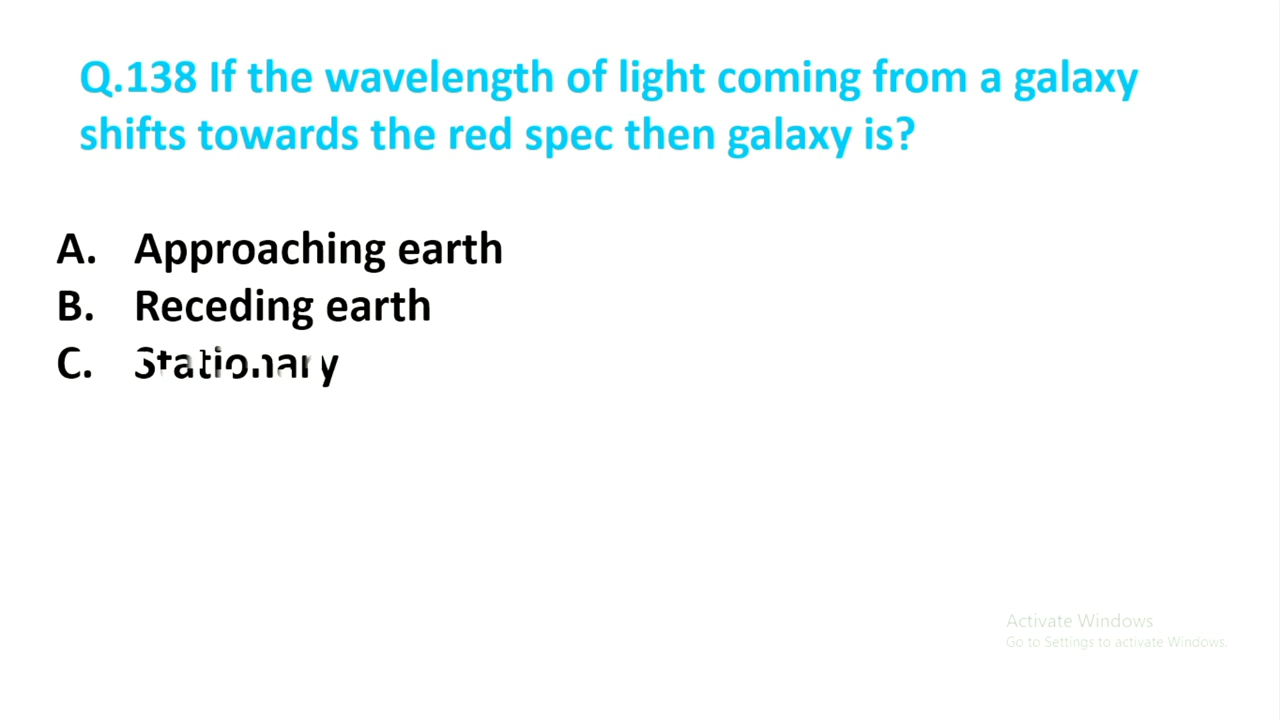 Q.138 If the wavelength of light coming from a galaxy
shifts towards the red spec then galaxy is?
A. Approaching earth
B. Receding earth
C. Stationary
Activate Windows
Go to Settings to activate Windows.